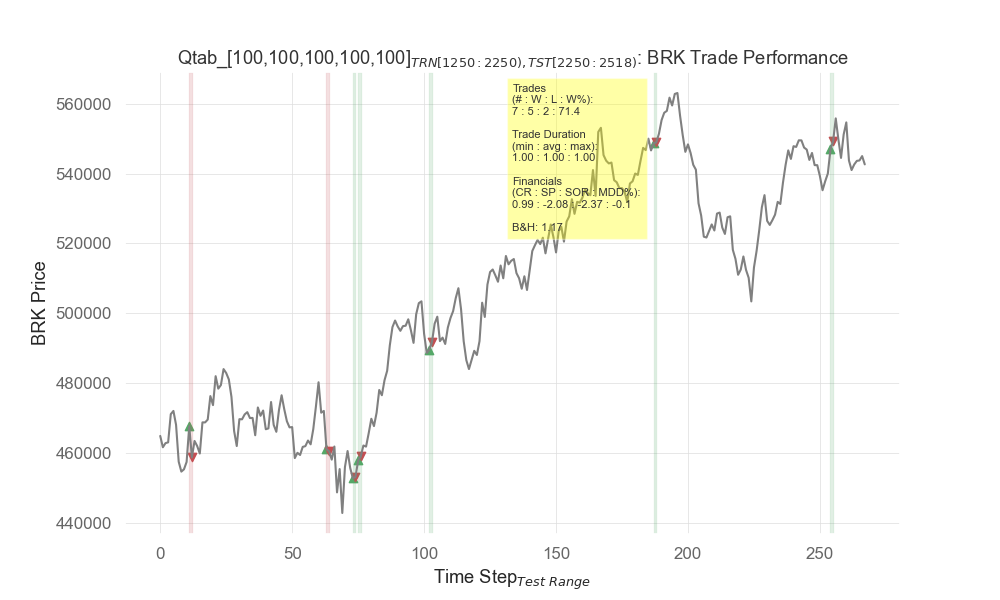 Qtab_[100,100,100,100,100]TRN[1250:2250),TST[2250:2518): BRK Trade Performance
Trades
(# : W : L : W%):
7 : 5 : 2 : 71.4
Trade Duration
(min : avg : max):
1.00 : 1.00 : 1.00
Financials
(CR : SP : SOR : MDD%):
0.99 : -2.08 : -2.37 : -0.1
B&H: 1.17
BRK Price
560000
540000
520000
500000
480000
460000
440000
0 50 100 150 200 250
Time StepTest Range